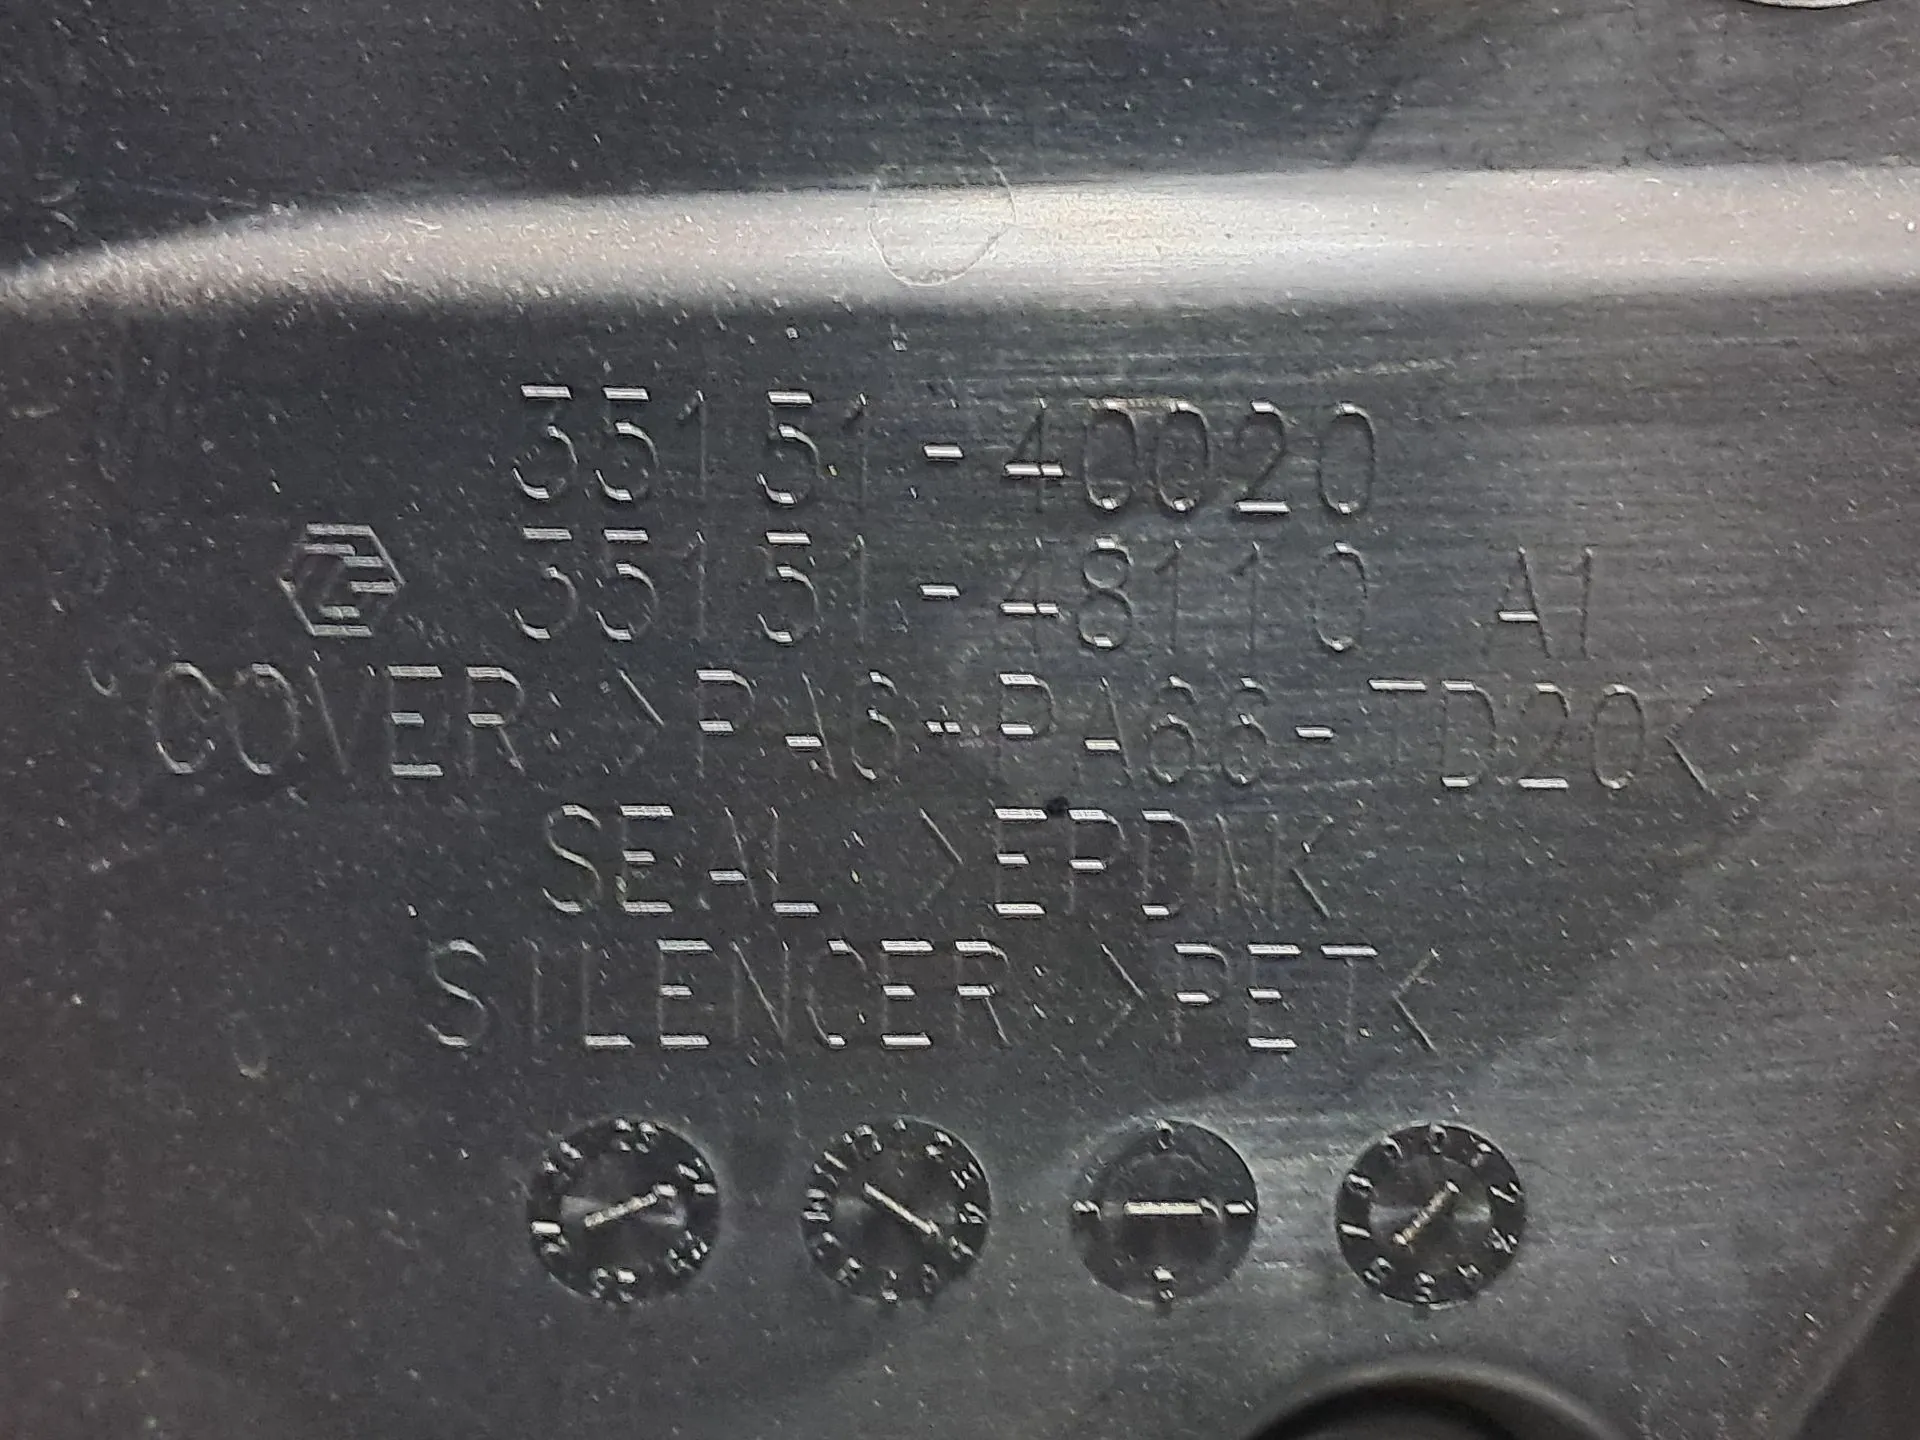 35151-40020
35151-48110 A1
COVER:>PA6+PA66-TD20<
SEAL:>EPDM<
SILENCER:>PET<